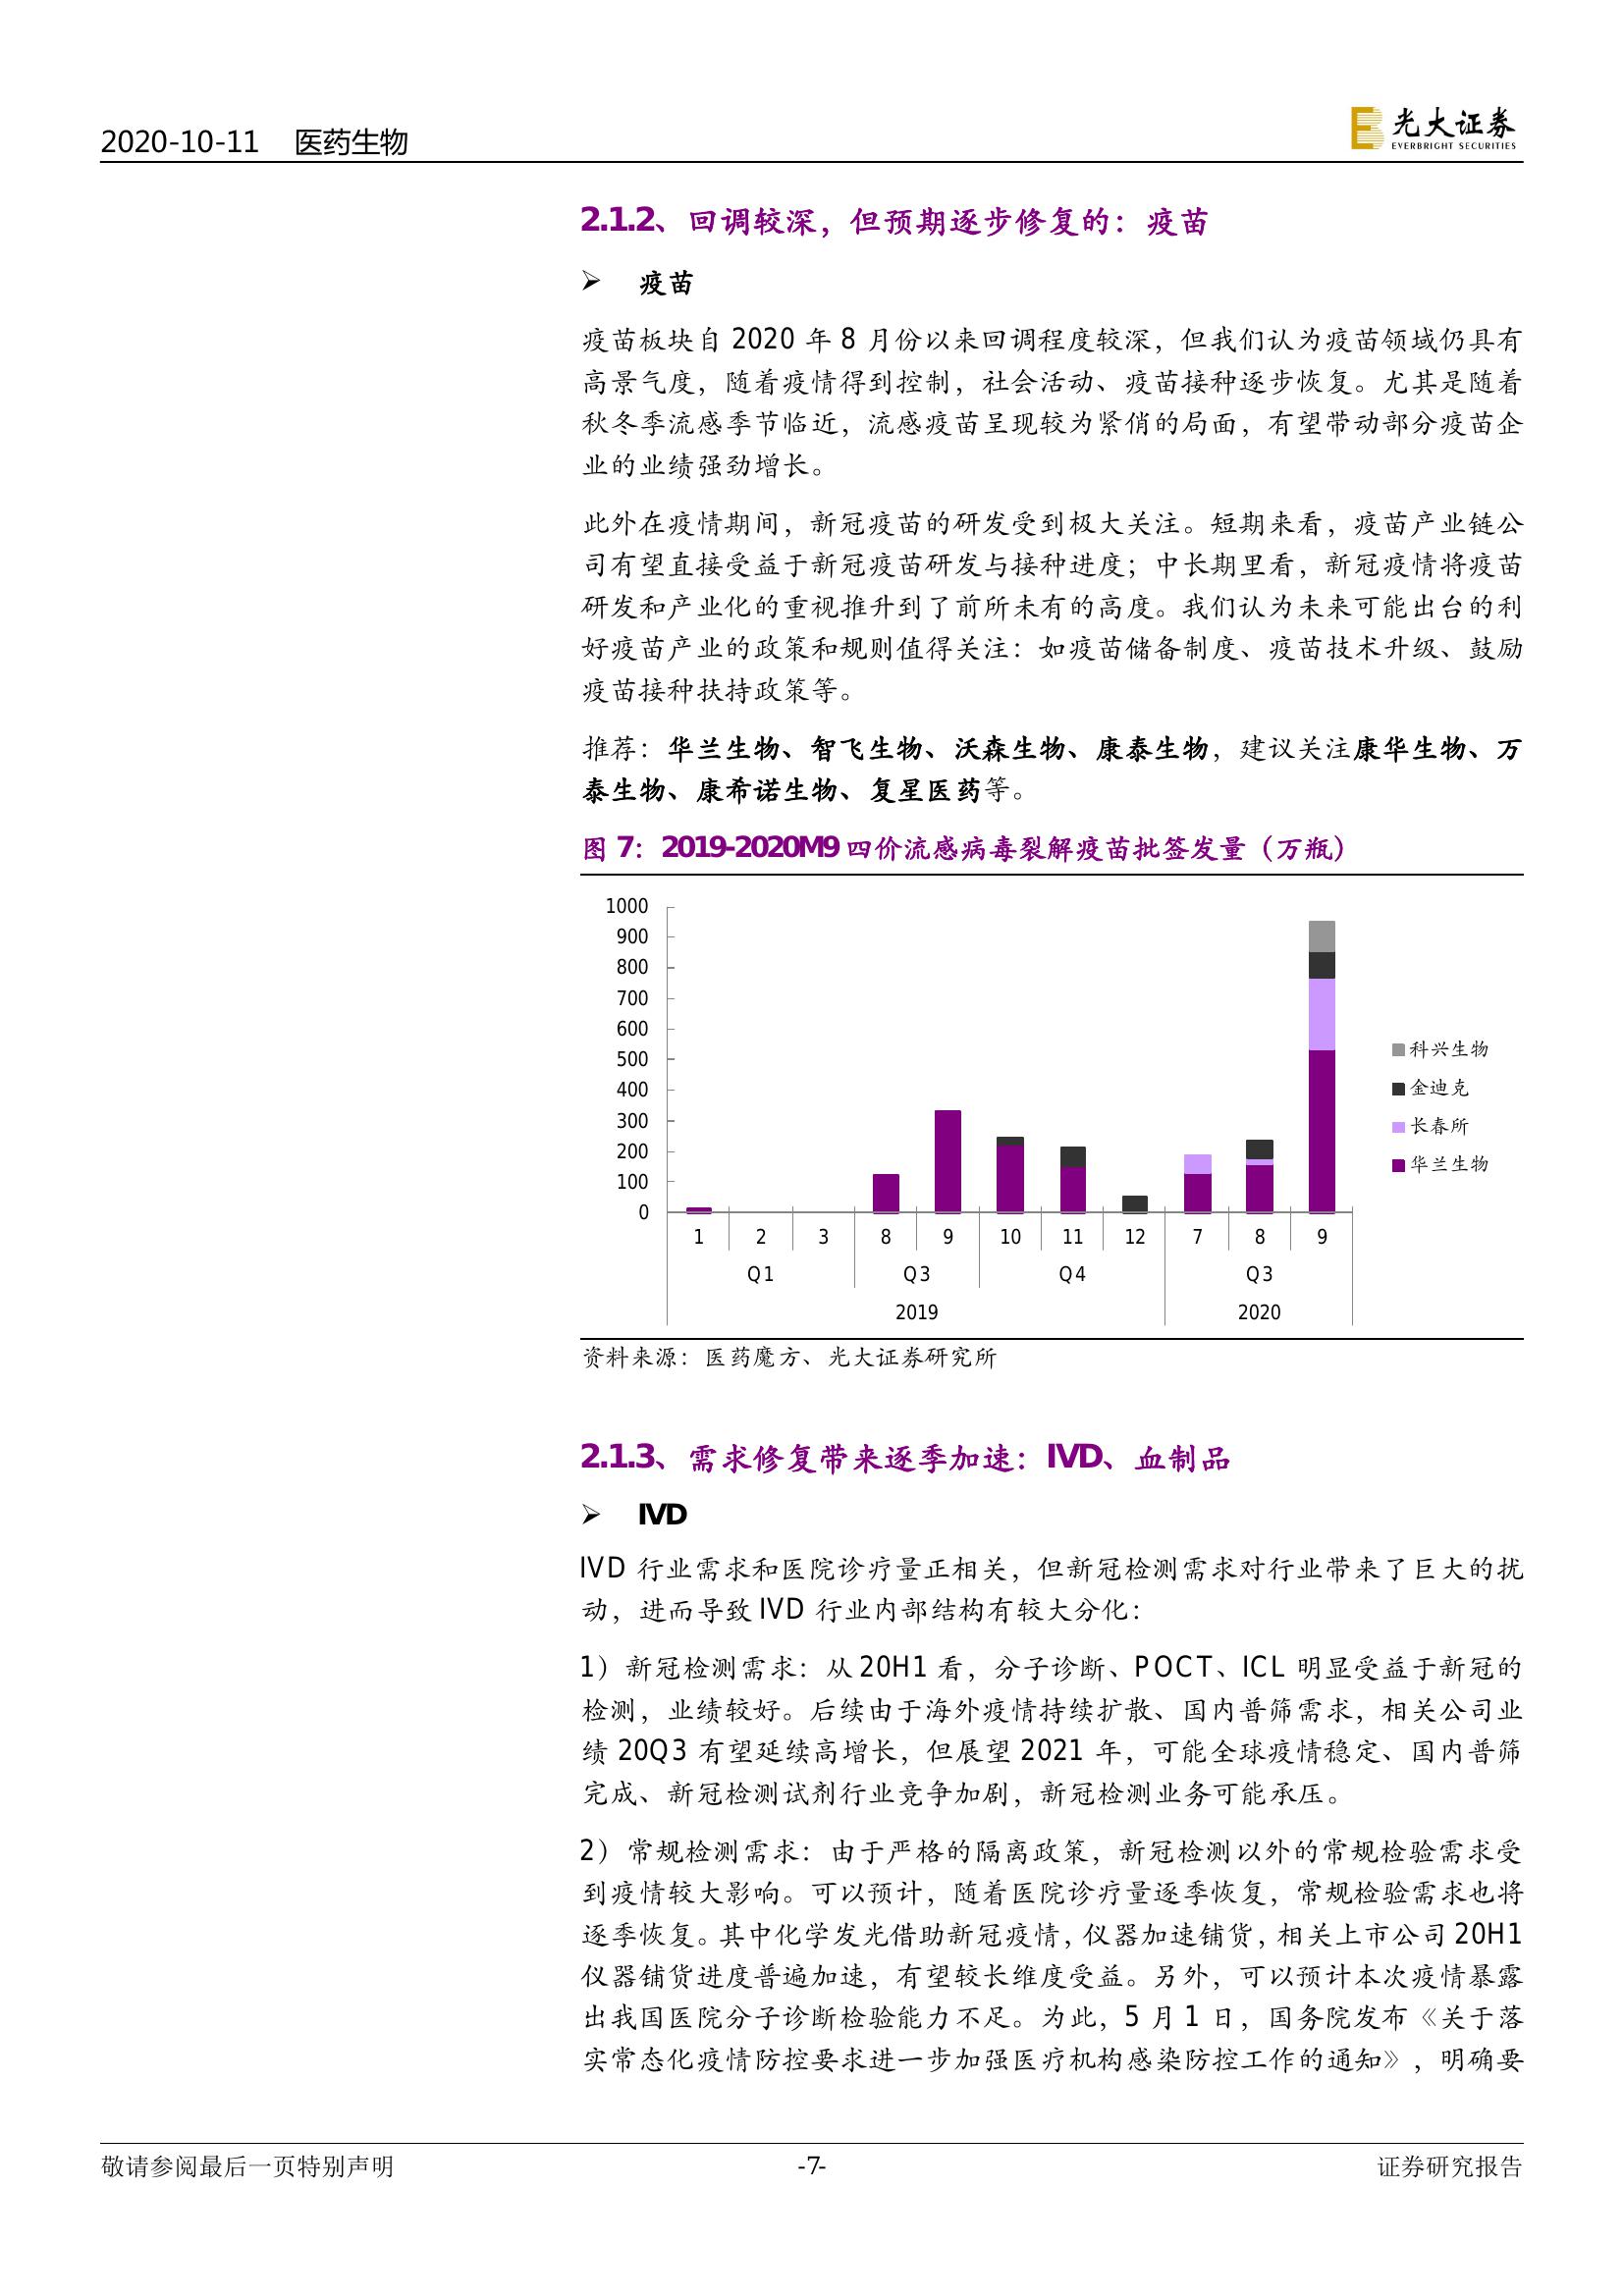 2020-10-11 医药生物
光大证券
EVERBRIGHT SECURITIES
2.1.2、回调较深，但预期逐步修复的：疫苗
➢ 疫苗
疫苗板块自 2020 年 8 月份以来回调程度较深，但我们认为疫苗领域仍具有
高景气度，随着疫情得到控制，社会活动、疫苗接种逐步恢复。尤其是随着
秋冬季流感季节临近，流感疫苗呈现较为紧俏的局面，有望带动部分疫苗企
业的业绩强劲增长。
此外在疫情期间，新冠疫苗的研发受到极大关注。短期来看，疫苗产业链公
司有望直接受益于新冠疫苗研发与接种进度；中长期里看，新冠疫情将疫苗
研发和产业化的重视推升到了前所未有的高度。我们认为未来可能出台的利
好疫苗产业的政策和规则值得关注：如疫苗储备制度、疫苗技术升级、鼓励
疫苗接种扶持政策等。
推荐：华兰生物、智飞生物、沃森生物、康泰生物，建议关注康华生物、万
泰生物、康希诺生物、复星医药等。
图 7：2019-2020M9 四价流感病毒裂解疫苗批签发量（万瓶）
1000
900
800
700
600
500
400
300
200
100
0
1 2 3 8 9 10 11 12 7 8 9
Q1 Q3 Q4 Q3
2019 2020
科兴生物
金迪克
长春所
华兰生物
资料来源：医药魔方、光大证券研究所
2.1.3、需求修复带来逐季加速：IVD、血制品
➢ IVD
IVD 行业需求和医院诊疗量正相关，但新冠检测需求对行业带来了巨大的扰
动，进而导致 IVD 行业内部结构有较大分化：
1）新冠检测需求：从 20H1 看，分子诊断、POCT、ICL 明显受益于新冠的
检测，业绩较好。后续由于海外疫情持续扩散、国内普筛需求，相关公司业
绩 20Q3 有望延续高增长，但展望 2021 年，可能全球疫情稳定、国内普筛
完成、新冠检测试剂行业竞争加剧，新冠检测业务可能承压。
2）常规检测需求：由于严格的隔离政策，新冠检测以外的常规检验需求受
到疫情较大影响。可以预计，随着医院诊疗量逐季恢复，常规检验需求也将
逐季恢复。其中化学发光借助新冠疫情，仪器加速铺货，相关上市公司 20H1
仪器铺货进度普遍加速，有望较长维度受益。另外，可以预计本次疫情暴露
出我国医院分子诊断检验能力不足。为此，5 月 1 日，国务院发布《关于落
实常态化疫情防控要求进一步加强医疗机构感染防控工作的通知》，明确要
敬请参阅最后一页特别声明 -7- 证券研究报告